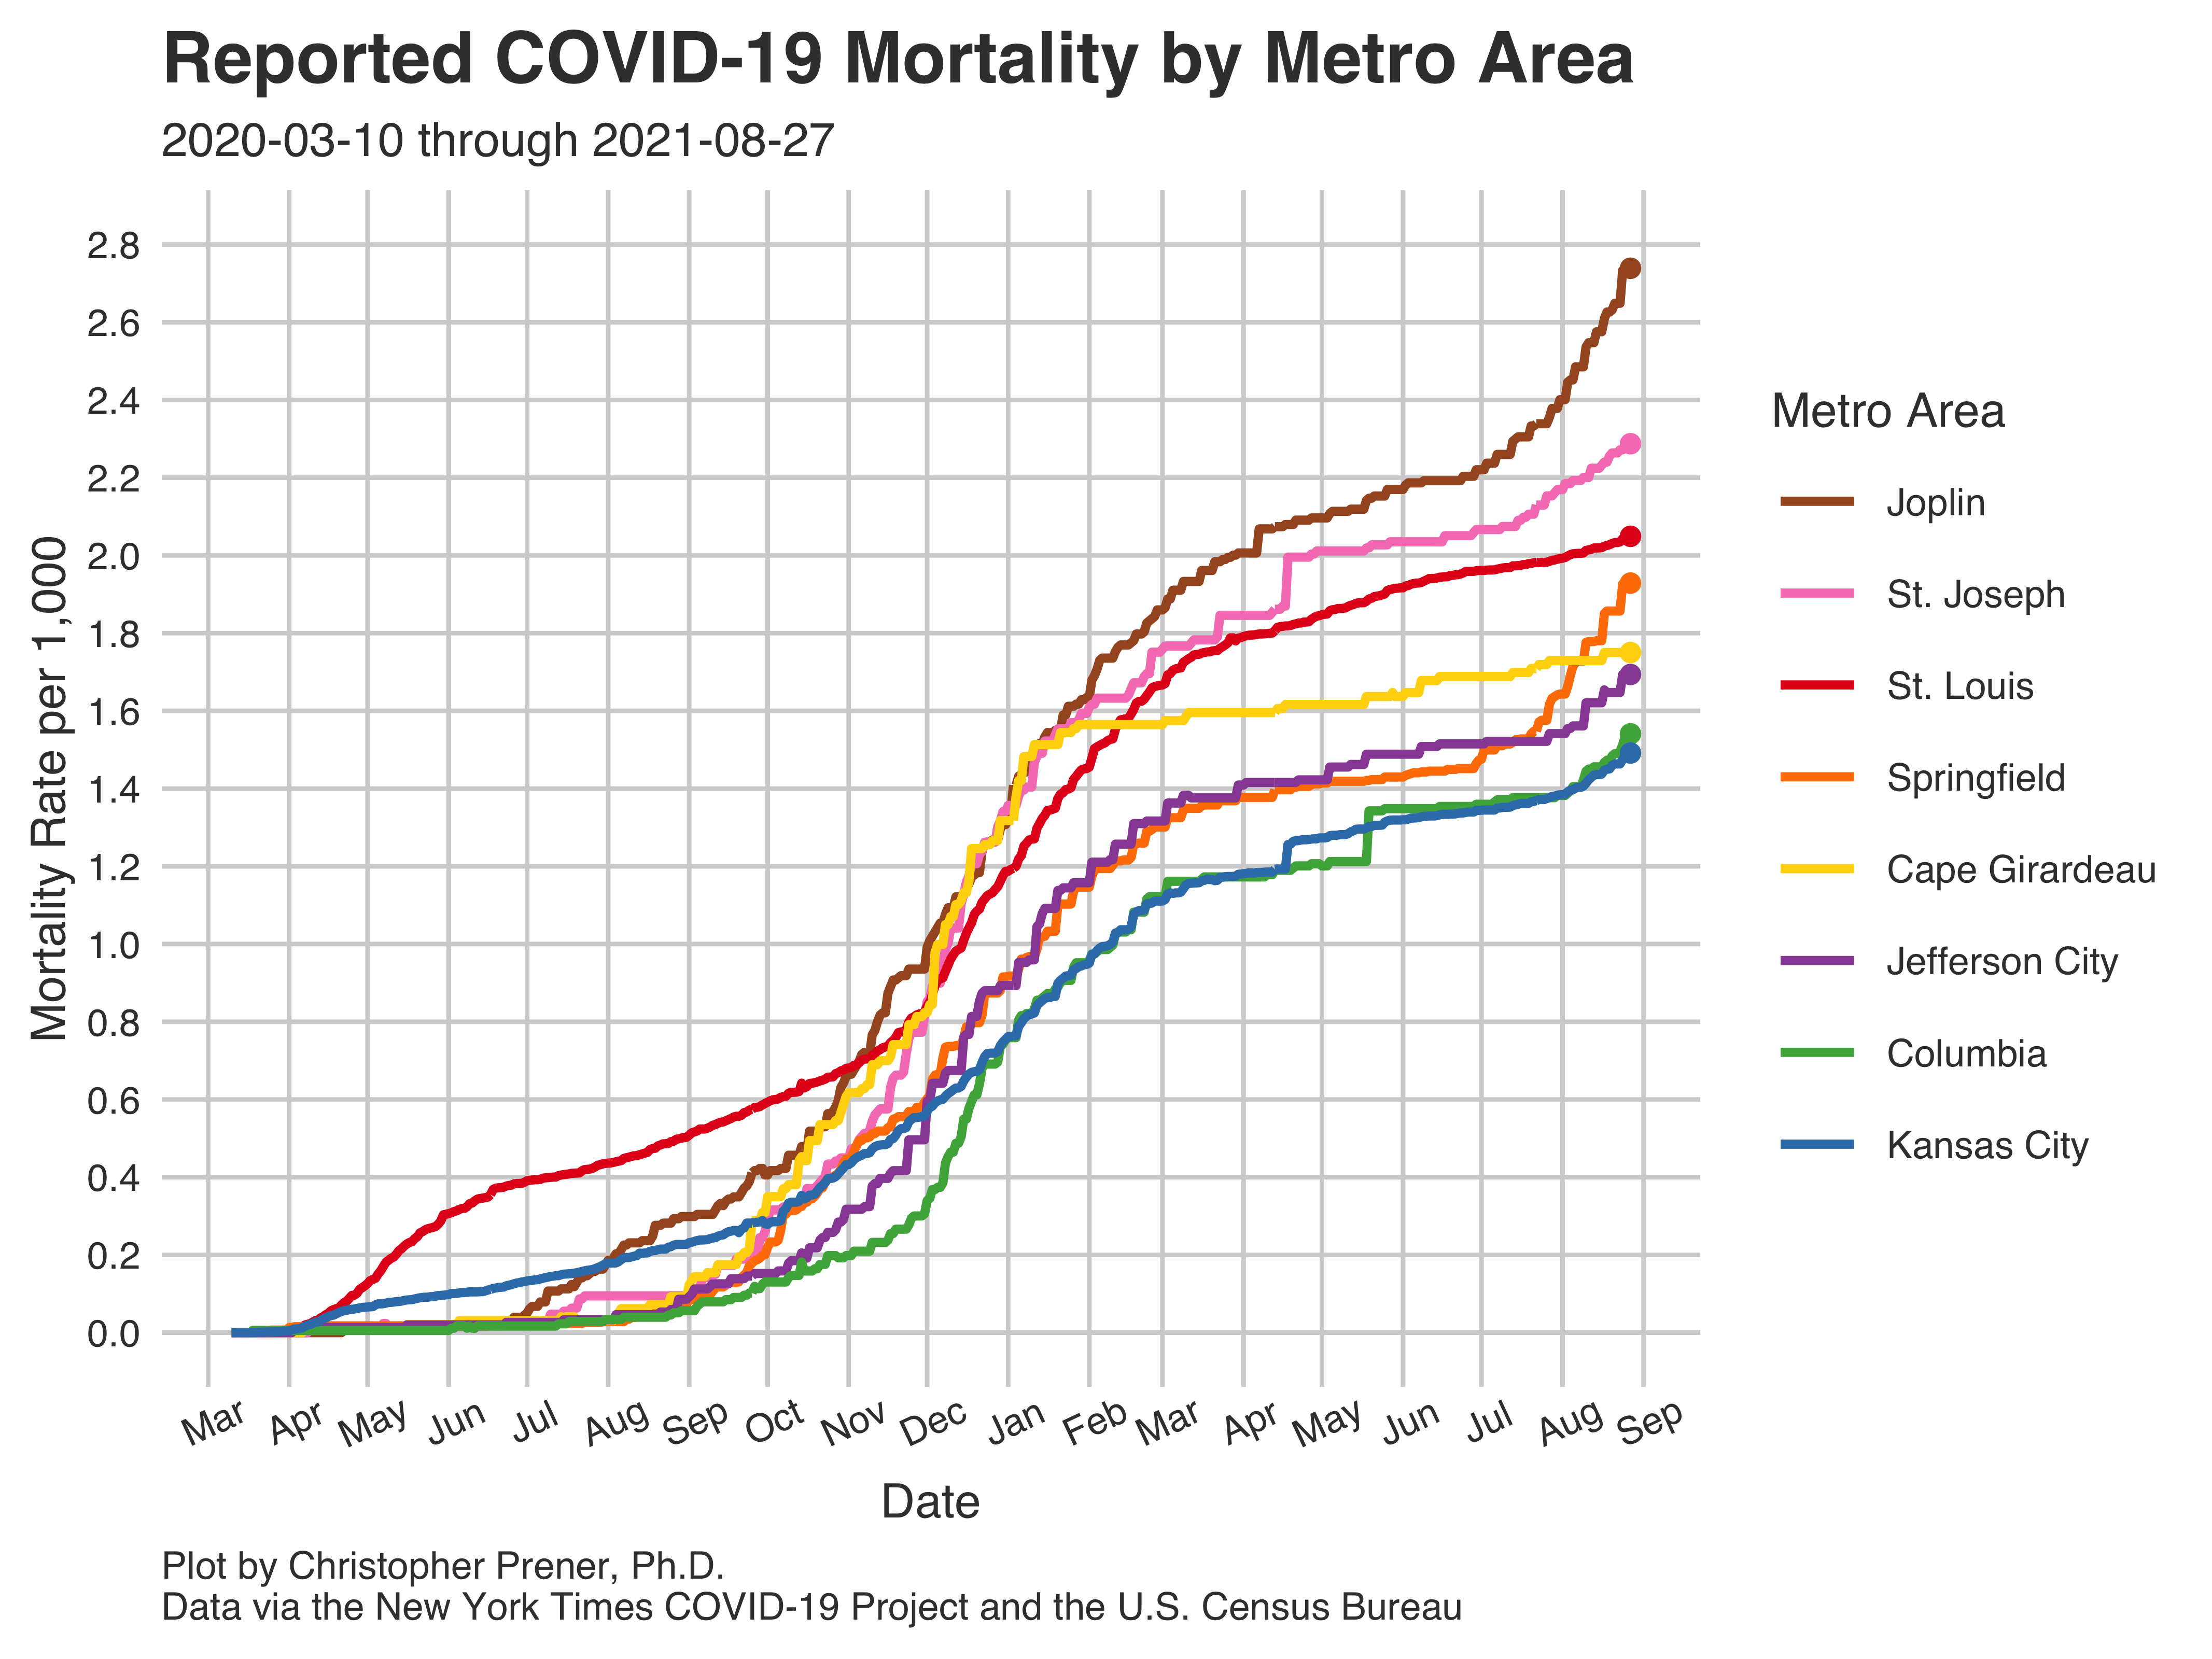 Reported COVID-19 Mortality by Metro Area
2020-03-10 through 2021-08-27
2.8
2.6
2.4
2.2
2.0
1.8
1.6
1.4
1.2
1.0
0.8
0.6
0.4
0.2
0.0
Mortality Rate per 1,000
Mar Apr May Jun Jul Aug Sep Oct Nov Dec Jan Feb Mar Apr May Jun Jul Aug Sep
Date
Metro Area
Joplin
St. Joseph
St. Louis
Springfield
Cape Girardeau
Jefferson City
Columbia
Kansas City
Plot by Christopher Prener, Ph.D.
Data via the New York Times COVID-19 Project and the U.S. Census Bureau